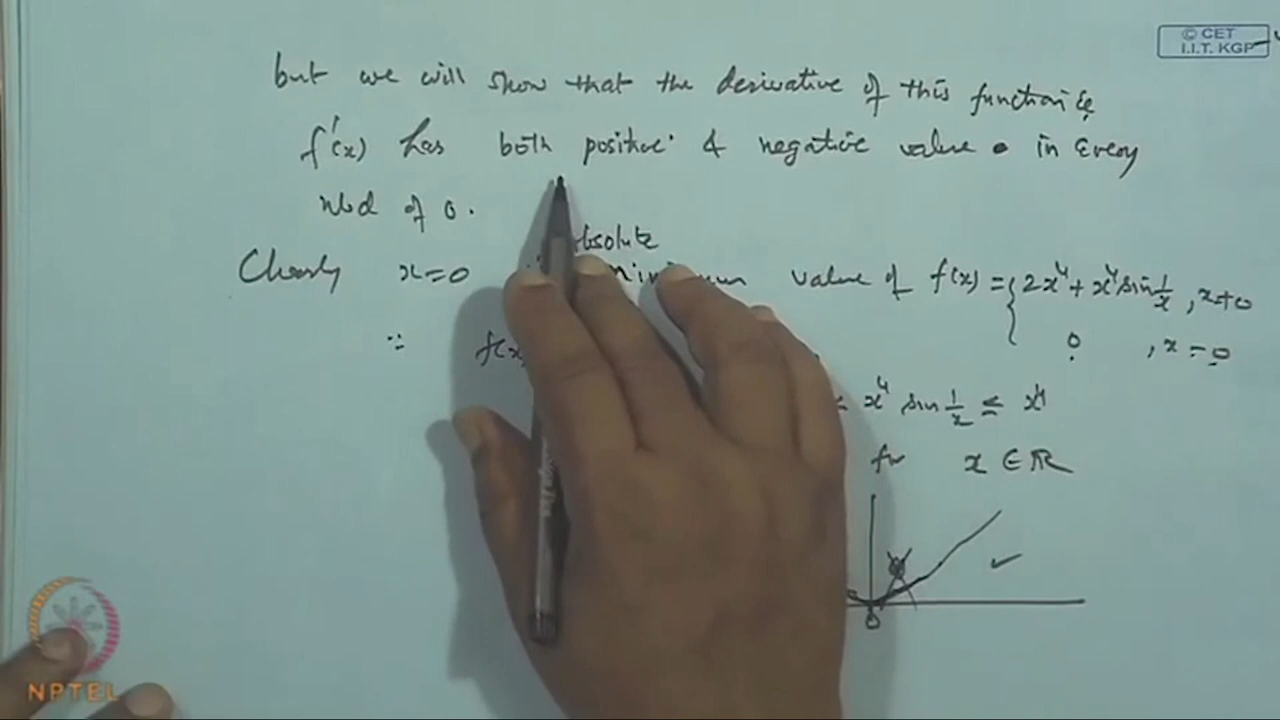 © CET
I.I.T. KGP
but we will show that the derivative of this function ie
f'(x) has both positive & negative value in every
nbd of 0.
absolute
Clearly x=0 minimum value of f(x) = { 2x⁴ + x⁴ sin 1/x , x≠0
0 , x=0
∵ f(x)
≤ x⁴ sin 1/x ≤ x⁴
for x ∈ R
0
NPTEL